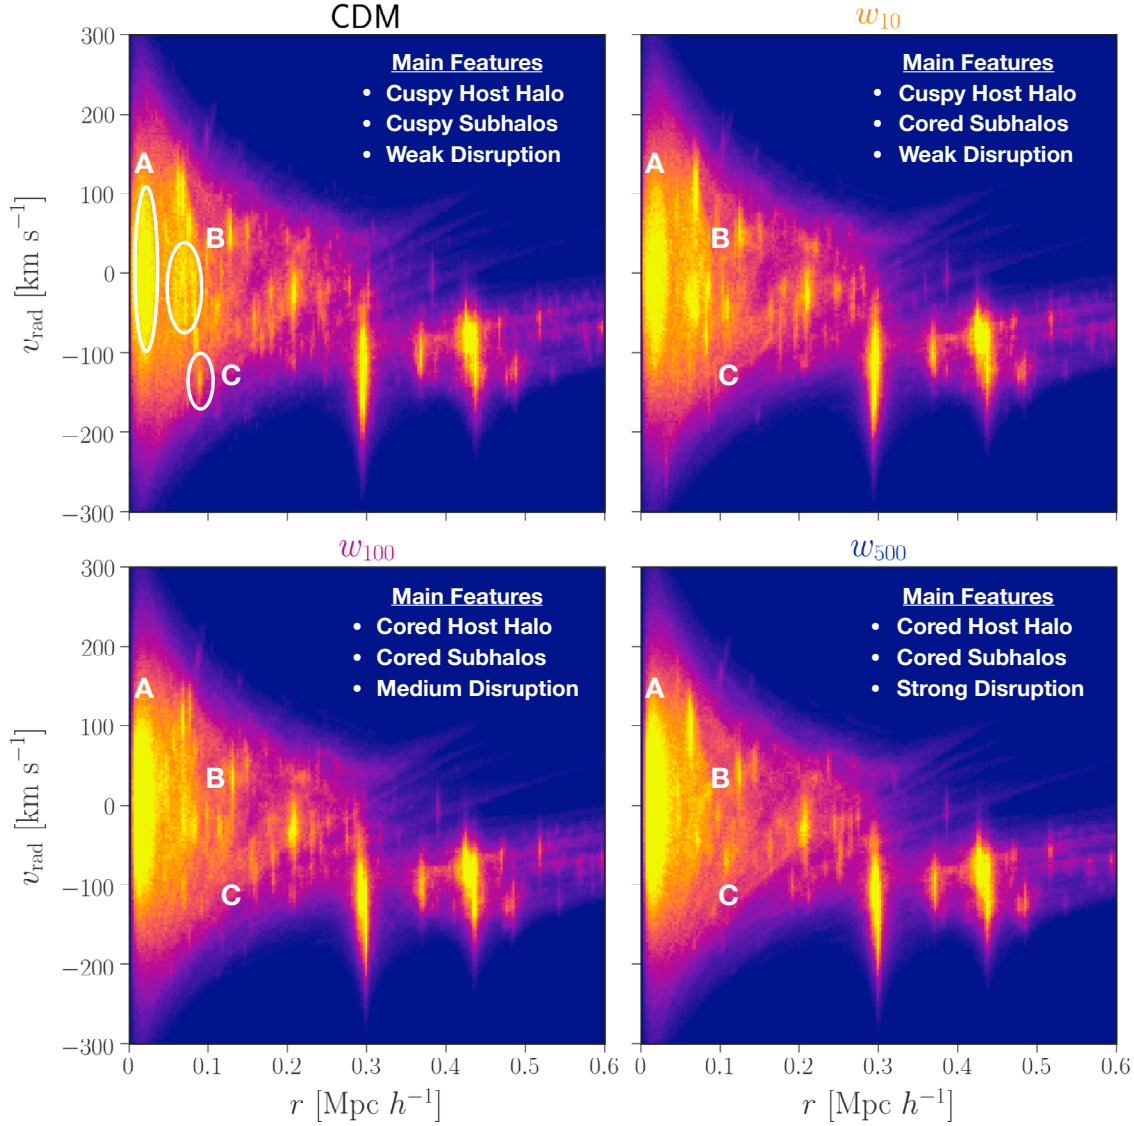 CDM
w10
300
200
100
0
−100
−200
−300
vrad [km s−1]
Main Features
• Cuspy Host Halo
• Cuspy Subhalos
• Weak Disruption
A
B
C
Main Features
• Cuspy Host Halo
• Cored Subhalos
• Weak Disruption
A
B
C
w100
w500
300
200
100
0
−100
−200
−300
vrad [km s−1]
Main Features
• Cored Host Halo
• Cored Subhalos
• Medium Disruption
A
B
C
Main Features
• Cored Host Halo
• Cored Subhalos
• Strong Disruption
A
B
C
0 0.1 0.2 0.3 0.4 0.5 0.6
0 0.1 0.2 0.3 0.4 0.5 0.6
r [Mpc h−1]
r [Mpc h−1]